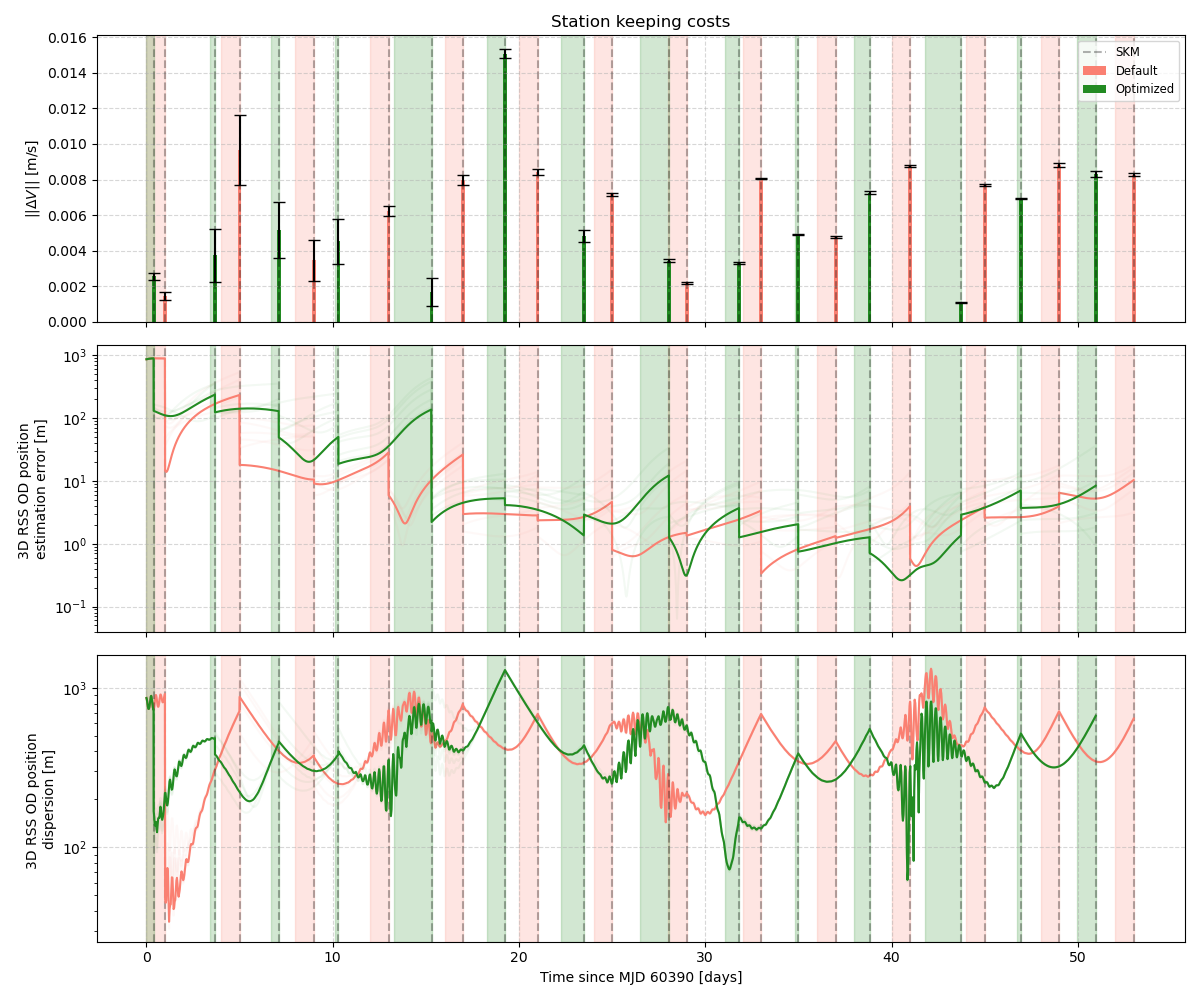 Station keeping costs
||ΔV|| [m/s]
0.016
0.014
0.012
0.010
0.008
0.006
0.004
0.002
0.000
SKM
Default
Optimized
3D RSS OD position
estimation error [m]
10³
10²
10¹
10⁰
10⁻¹
3D RSS OD position
dispersion [m]
10³
10²
0 10 20 30 40 50
Time since MJD 60390 [days]